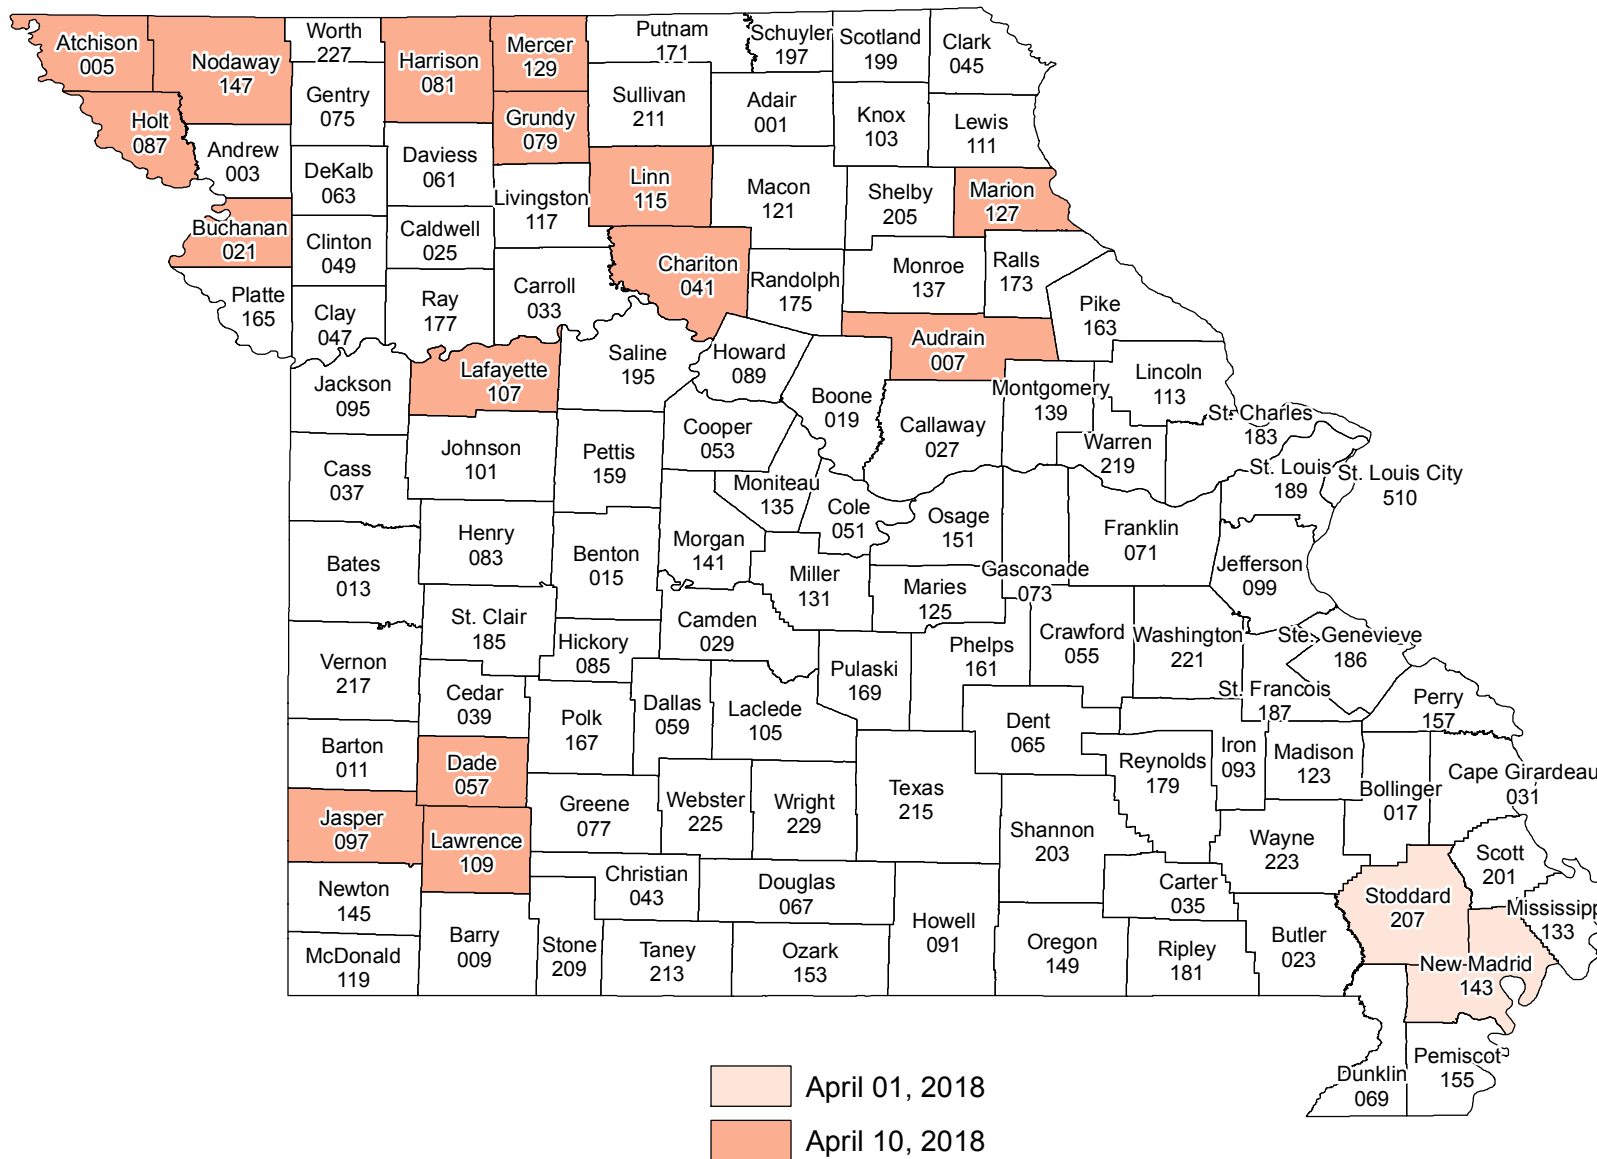 Atchison
005
Nodaway
147
Worth
227
Harrison
081
Mercer
129
Putnam
171
Schuyler
197
Scotland
199
Clark
045
Holt
087
Andrew
003
Gentry
075
DeKalb
063
Daviess
061
Grundy
079
Sullivan
211
Adair
001
Knox
103
Lewis
111
Buchanan
021
Clinton
049
Caldwell
025
Livingston
117
Linn
115
Macon
121
Shelby
205
Marion
127
Platte
165
Clay
047
Ray
177
Carroll
033
Chariton
041
Randolph
175
Monroe
137
Ralls
173
Pike
163
Jackson
095
Lafayette
107
Saline
195
Howard
089
Boone
019
Audrain
007
Callaway
027
Montgomery
139
Lincoln
113
Warren
219
St. Charles
183
St. Louis
189
St. Louis City
510
Cass
037
Johnson
101
Pettis
159
Cooper
053
Moniteau
135
Cole
051
Osage
151
Gasconade
073
Franklin
071
Jefferson
099
Bates
013
Henry
083
Benton
015
Morgan
141
Miller
131
Maries
125
Vernon
217
St. Clair
185
Hickory
085
Camden
029
Pulaski
169
Phelps
161
Crawford
055
Washington
221
Ste. Genevieve
186
St. Francois
187
Perry
157
Barton
011
Cedar
039
Polk
167
Dallas
059
Laclede
105
Dent
065
Reynolds
179
Iron
093
Madison
123
Bollinger
017
Cape Girardeau
031
Jasper
097
Dade
057
Lawrence
109
Greene
077
Webster
225
Wright
229
Texas
215
Shannon
203
Wayne
223
Scott
201
Newton
145
Christian
043
Douglas
067
Howell
091
Carter
035
Stoddard
207
Mississipp
133
McDonald
119
Barry
009
Stone
209
Taney
213
Ozark
153
Oregon
149
Ripley
181
Butler
023
New Madrid
143
Dunklin
069
Pemiscot
155
April 01, 2018
April 10, 2018